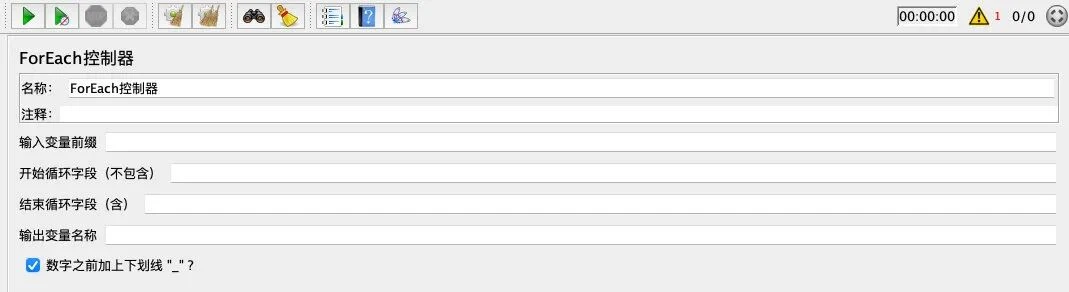 00:00:00 1 0/0
ForEach控制器
名称： ForEach控制器
注释：
输入变量前缀
开始循环字段（不包含）
结束循环字段（含）
输出变量名称
数字之前加上下划线 "_" ?